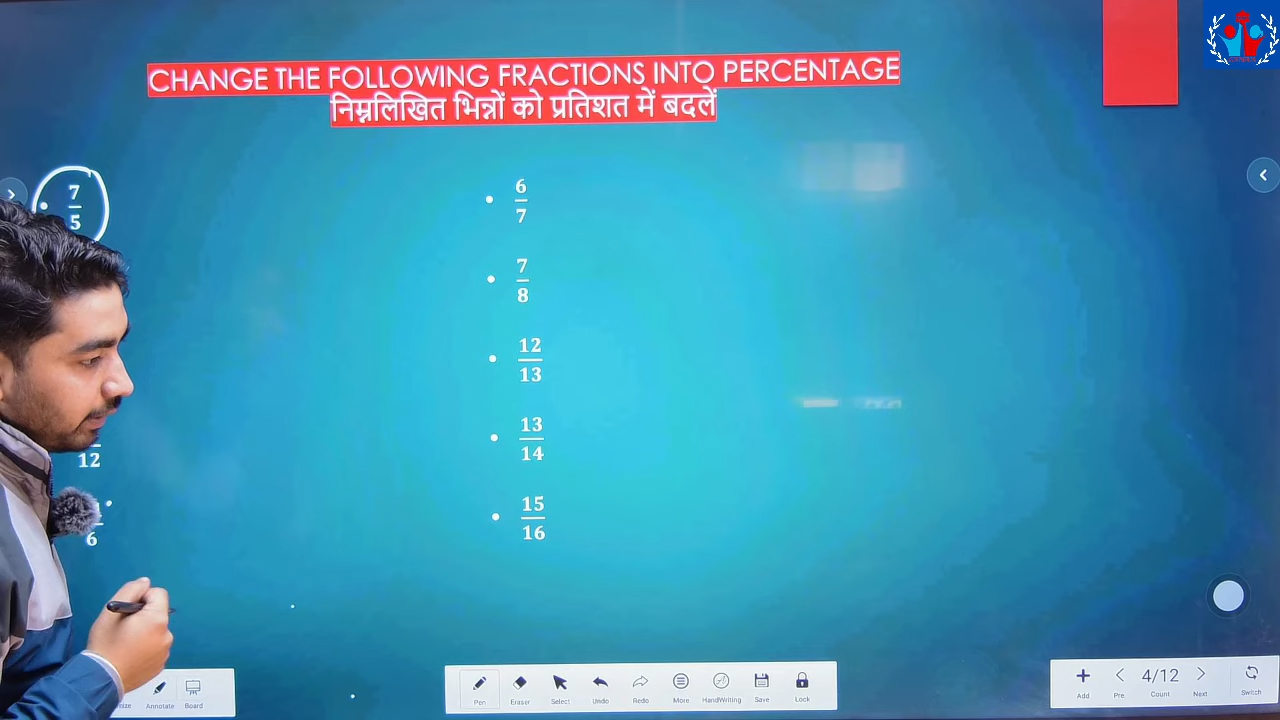 CHANGE THE FOLLOWING FRACTIONS INTO PERCENTAGE
निम्नलिखित भिन्नों को प्रतिशत में बदलें
• 7/5
12
6
• 6/7
• 7/8
• 12/13
• 13/14
• 15/16
Annotate Board
Pen Eraser Select Undo Redo More HandWriting Save Lock
4/12
Add Pre. Count Next Switch